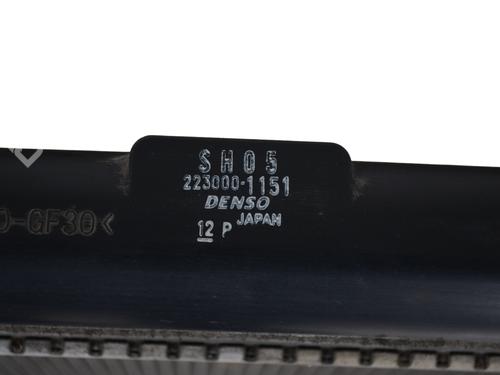 SH05
223000-1151
DENSO
JAPAN
12 P
-GF30<